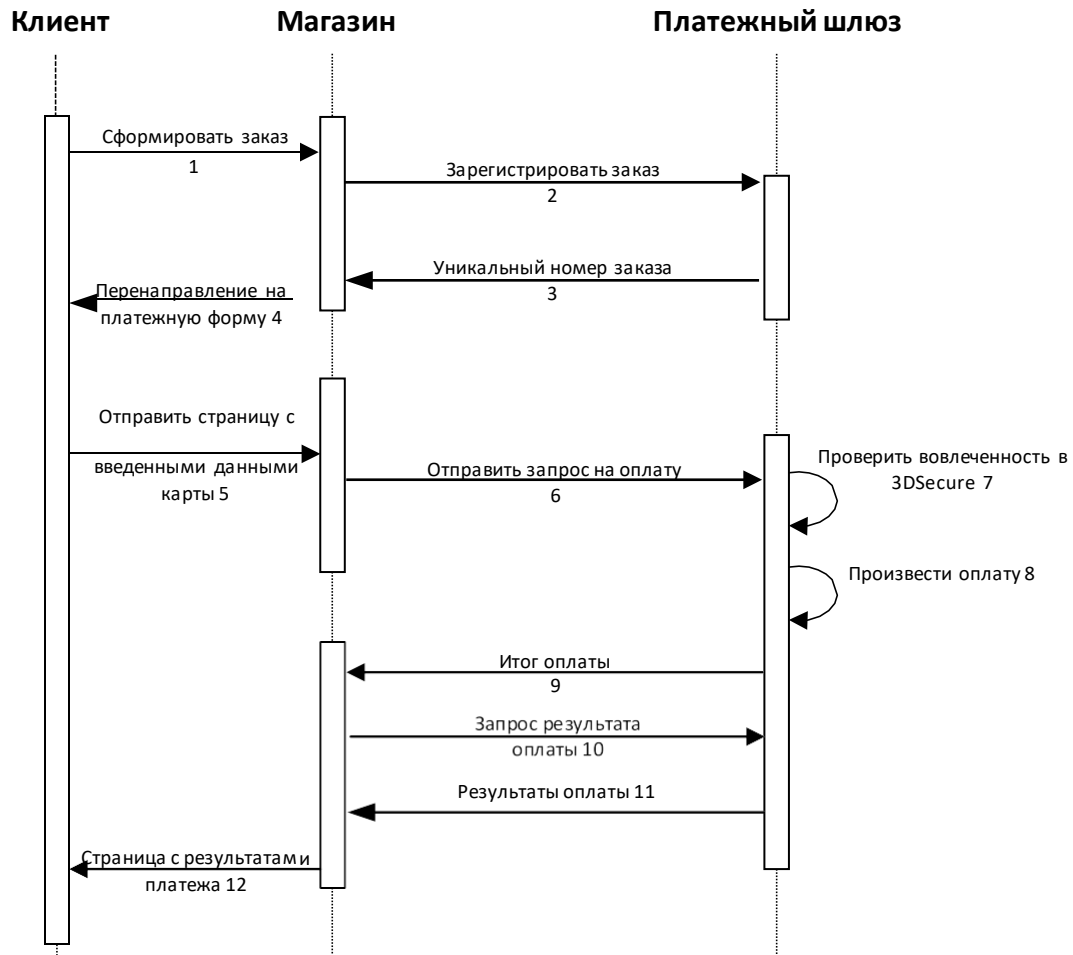 Клиент
Магазин
Платежный шлюз
Сформировать заказ
1
Зарегистрировать заказ
2
Уникальный номер заказа
3
Перенаправление на
платежную форму 4
Отправить страницу с
введенными данными
карты 5
Отправить запрос на оплату
6
Проверить вовлеченность в
3DSecure 7
Произвести оплату 8
Итог оплаты
9
Запрос результата
оплаты 10
Результаты оплаты 11
Страница с результатами
платежа 12